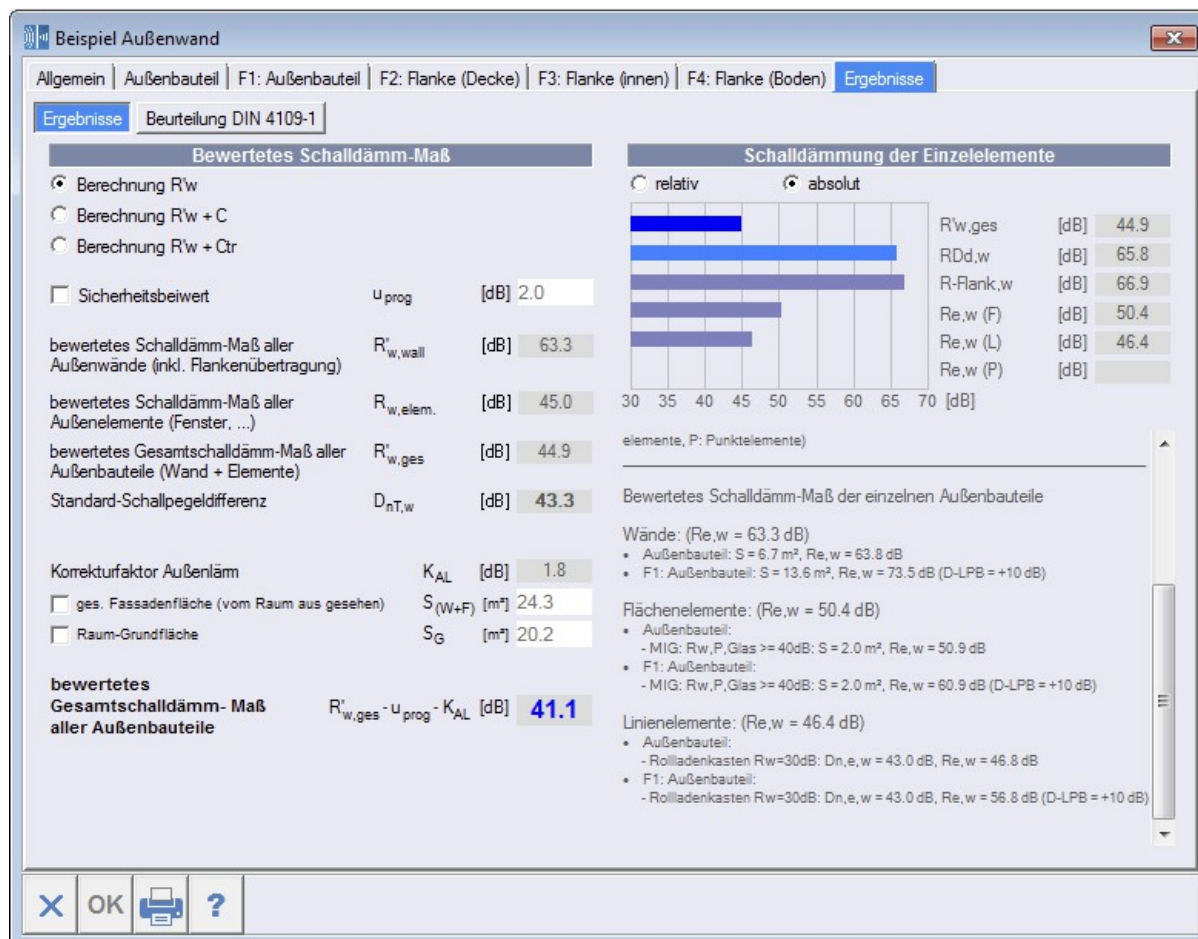 Beispiel Außenwand
Allgemein Außenbauteil F1: Außenbauteil F2: Flanke (Decke) F3: Flanke (innen) F4: Flanke (Boden) Ergebnisse
Ergebnisse Beurteilung DIN 4109-1
Bewertetes Schalldämm-Maß
Berechnung R'w
Berechnung R'w + C
Berechnung R'w + Ctr
Sicherheitsbeiwert u prog [dB] 2.0
bewertetes Schalldämm-Maß aller R'w,wall [dB] 63.3
Außenwände (inkl. Flankenübertragung)
bewertetes Schalldämm-Maß aller Rw,elem. [dB] 45.0
Außenelemente (Fenster, ...)
bewertetes Gesamtschalldämm-Maß aller R'w,ges [dB] 44.9
Außenbauteile (Wand + Elemente)
Standard-Schallpegeldifferenz DnT,w [dB] 43.3
Korrekturfaktor Außenlärm KAL [dB] 1.8
ges. Fassadenfläche (vom Raum aus gesehen) S(W+F) [m²] 24.3
Raum-Grundfläche SG [m²] 20.2
bewertetes
Gesamtschalldämm- Maß R'w,ges - uprog - KAL [dB] 41.1
aller Außenbauteile
Schalldämmung der Einzelelemente
relativ absolut
R'w,ges [dB] 44.9
RDd,w [dB] 65.8
R-Flank,w [dB] 66.9
Re,w (F) [dB] 50.4
Re,w (L) [dB] 46.4
Re,w (P) [dB]
30 35 40 45 50 55 60 65 70 [dB]
elemente, P: Punktelemente)
Bewertetes Schalldämm-Maß der einzelnen Außenbauteile
Wände: (Re,w = 63.3 dB)
• Außenbauteil: S = 6.7 m², Re,w = 63.8 dB
• F1: Außenbauteil: S = 13.6 m², Re,w = 73.5 dB (D-LPB = +10 dB)
Flächenelemente: (Re,w = 50.4 dB)
• Außenbauteil:
- MIG: Rw,P,Glas >= 40dB: S = 2.0 m², Re,w = 50.9 dB
• F1: Außenbauteil:
- MIG: Rw,P,Glas >= 40dB: S = 2.0 m², Re,w = 60.9 dB (D-LPB = +10 dB)
Linienelemente: (Re,w = 46.4 dB)
• Außenbauteil:
- Rollladenkasten Rw=30dB: Dn,e,w = 43.0 dB, Re,w = 46.8 dB
• F1: Außenbauteil:
- Rollladenkasten Rw=30dB: Dn,e,w = 43.0 dB, Re,w = 56.8 dB (D-LPB = +10 dB)
OK ?